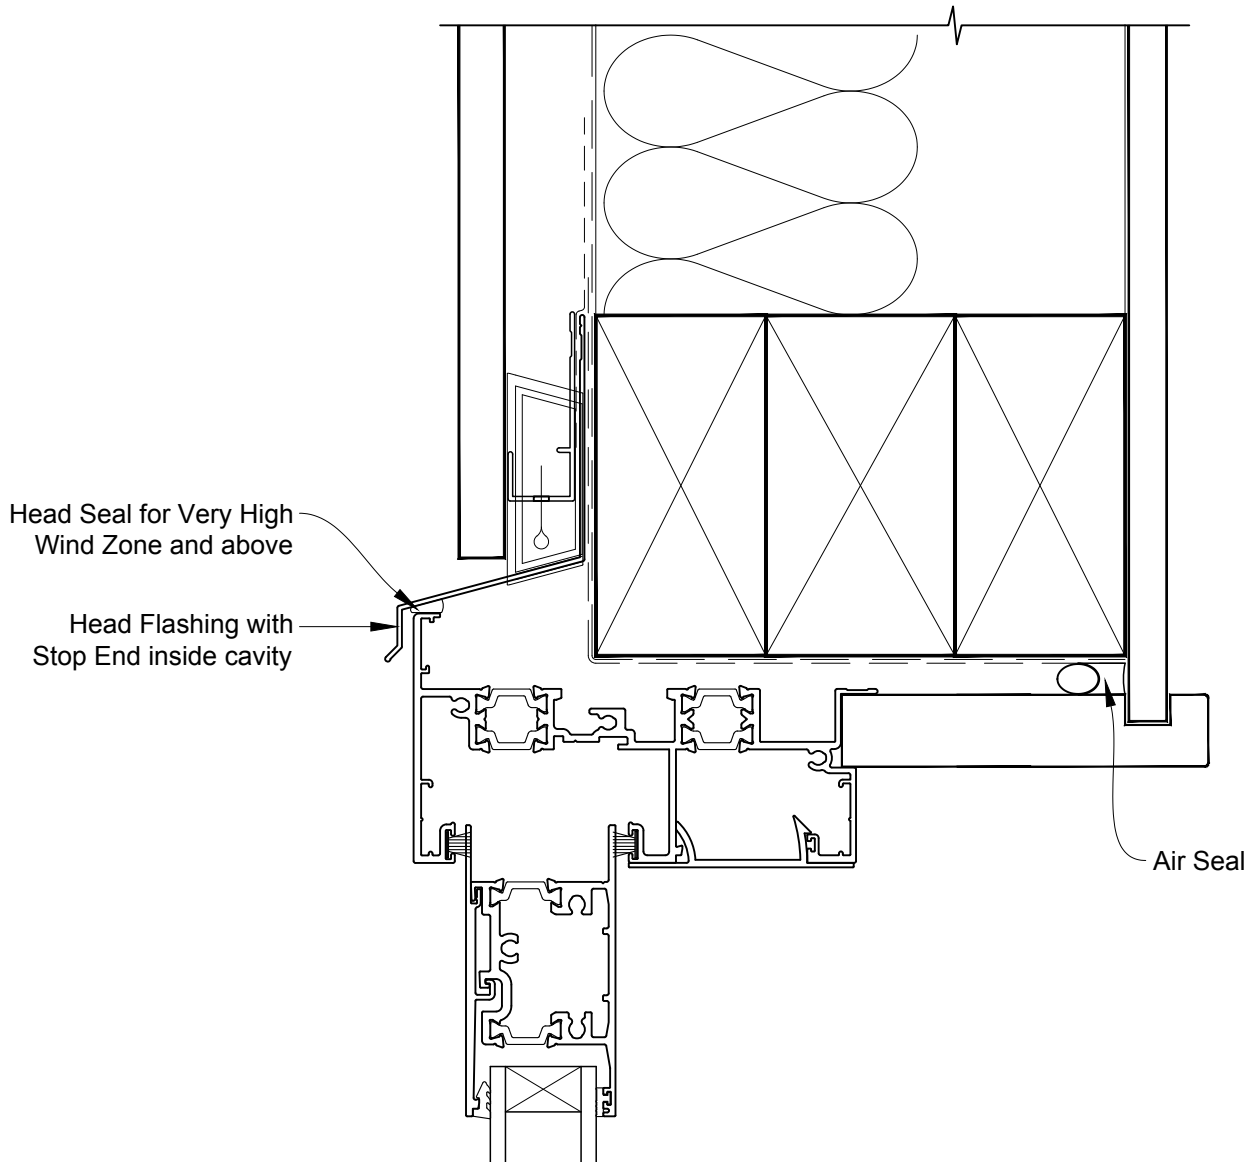 Head Seal for Very High
Wind Zone and above
Head Flashing with
Stop End inside cavity
Air Seal